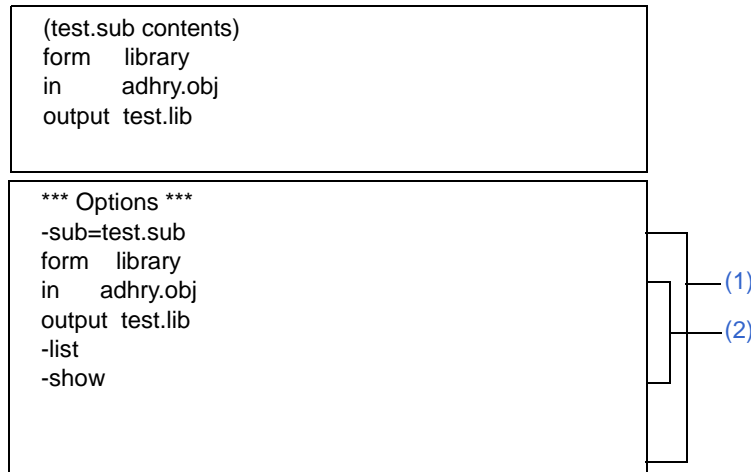 (test.sub contents)
form library
in adhry.obj
output test.lib
*** Options ***
-sub=test.sub
form library
in adhry.obj
output test.lib
-list
-show
(1)
(2)